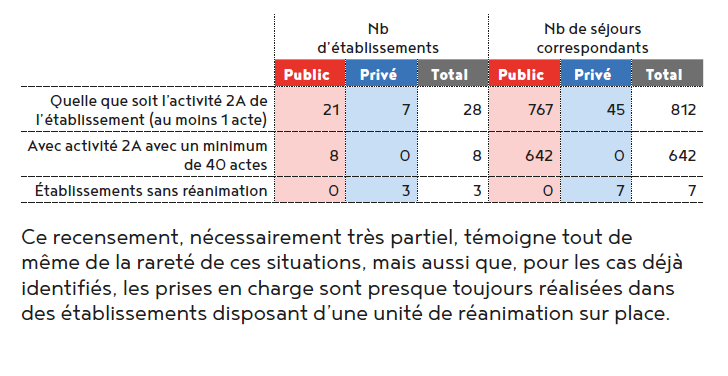 Nb
d'établissements
Nb de séjours
correspondants
Public Privé Total Public Privé Total
Quelle que soit l'activité 2A de
l'établissement (au moins 1 acte) 21 7 28 767 45 812
Avec activité 2A avec un minimum
de 40 actes 8 0 8 642 0 642
Établissements sans réanimation 0 3 3 0 7 7
Ce recensement, nécessairement très partiel, témoigne tout de
même de la rareté de ces situations, mais aussi que, pour les cas déjà
identifiés, les prises en charge sont presque toujours réalisées dans
des établissements disposant d'une unité de réanimation sur place.